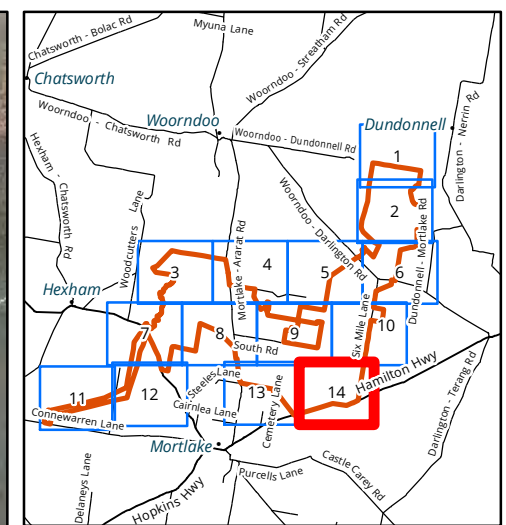 Chatsworth - Bolac Rd
Myuna Lane
Woorndoo - Streatham Rd
Chatsworth
Woorndoo - Chatsworth Rd
Woorndoo
Woorndoo - Dundonnell Rd
Dundonnell
Darlington - Nerrin Rd
Hexham - Chatsworth Rd
1
Woodcutters Lane
Woorndoo - Darlington Rd
2
Mortlake - Ararat Rd
Dundonnell - Mortlake Rd
3
4
5
6
Hexham
Six Mile Lane
7
8
9
10
South Rd
Hamilton Hwy
Steeles Lane
11
12
13
14
Cairnlea Lane
Cemetery Lane
Connewarren Lane
Darlington - Terang Rd
Mortlake
Delaneys Lane
Purcells Lane
Castle Carey Rd
Hopkins Hwy